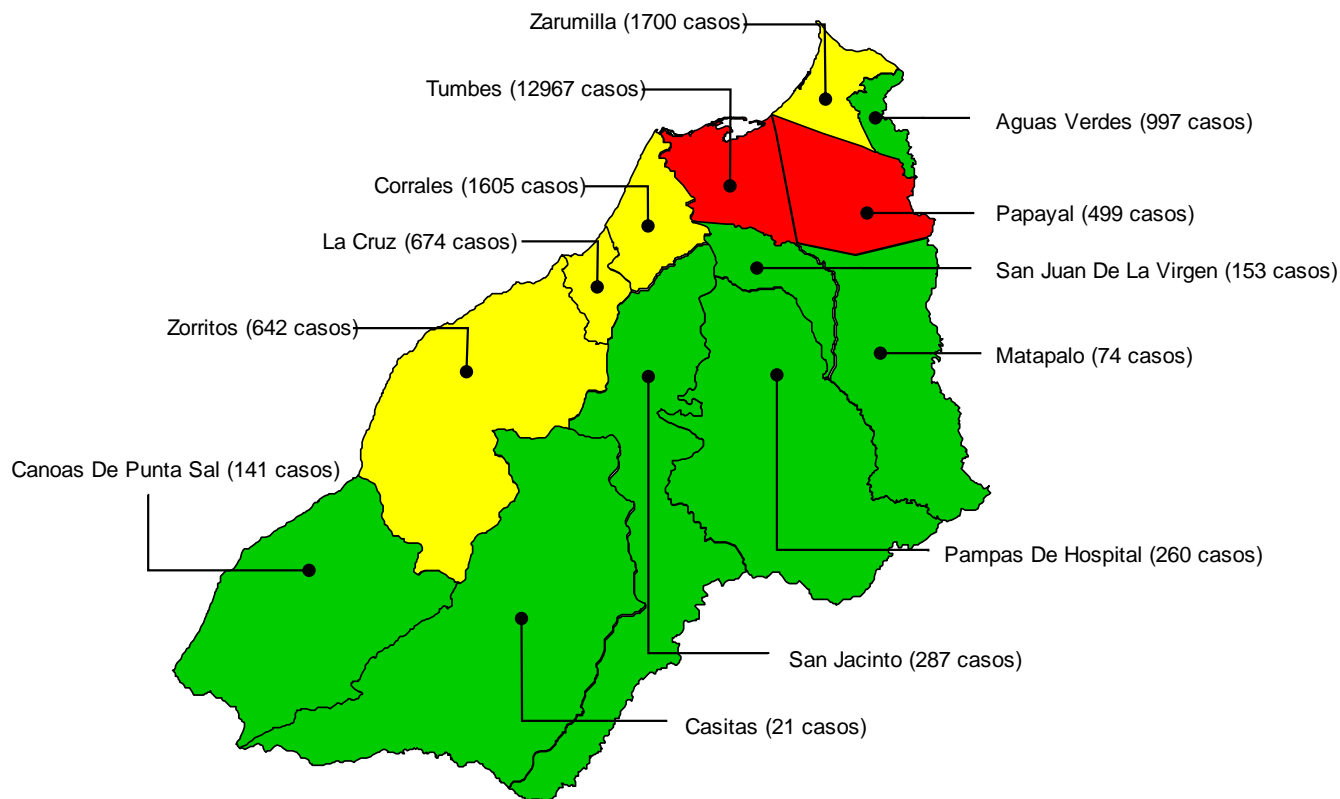 Zarumilla (1700 casos)
Tumbes (12967 casos)
Aguas Verdes (997 casos)
Corrales (1605 casos)
Papayal (499 casos)
La Cruz (674 casos)
San Juan De La Virgen (153 casos)
Zorritos (642 casos)
Matapalo (74 casos)
Canoas De Punta Sal (141 casos)
Pampas De Hospital (260 casos)
San Jacinto (287 casos)
Casitas (21 casos)